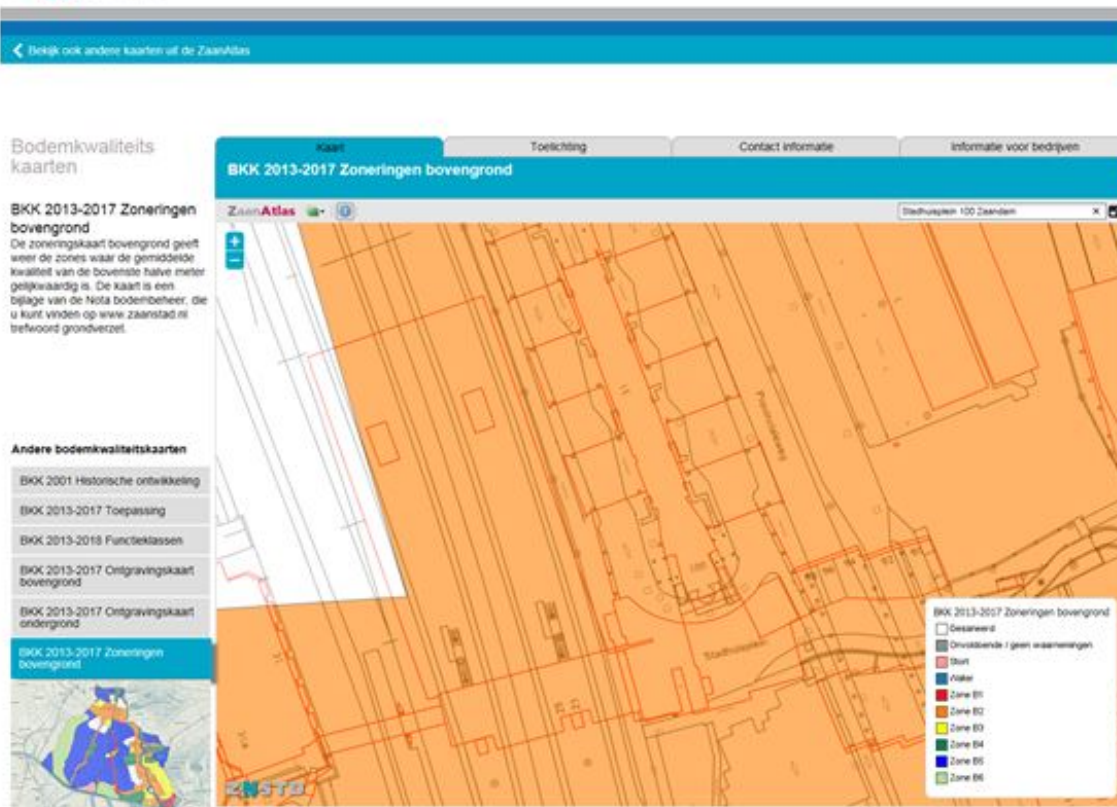 Bekijk ook andere kaarten uit de ZaanAtlas
Bodemkwaliteits
kaarten
BKK 2013-2017 Zoneringen
bovengrond
De zoneringskaart bovengrond geeft
weer de zones waar de gemiddelde
kwaliteit van de bovenste halve meter
gelijkwaardig is. De kaart is een
bijlage van de Nota bodembeheer, die
u kunt vinden op www.zaanstad.nl
trefwoord grondverzet.
Andere bodemkwaliteitskaarten
BKK 2001 Historische ontwikkeling
BKK 2013-2017 Toepassing
BKK 2013-2018 Functieklassen
BKK 2013-2017 Ontgravingskaart
bovengrond
BKK 2013-2017 Ontgravingskaart
ondergrond
BKK 2013-2017 Zoneringen
bovengrond
Kaart
Toelichting
Contact informatie
Informatie voor bedrijven
BKK 2013-2017 Zoneringen bovengrond
ZaanAtlas
Stadhuisplein 100 Zaandam
Provincialeweg
100
Stadhuisplein
BKK 2013-2017 Zoneringen bovengrond
Gesaneerd
Onvoldoende / geen waarnemingen
Stort
Water
Zone B1
Zone B2
Zone B3
Zone B4
Zone B5
Zone B6
ZNSTD